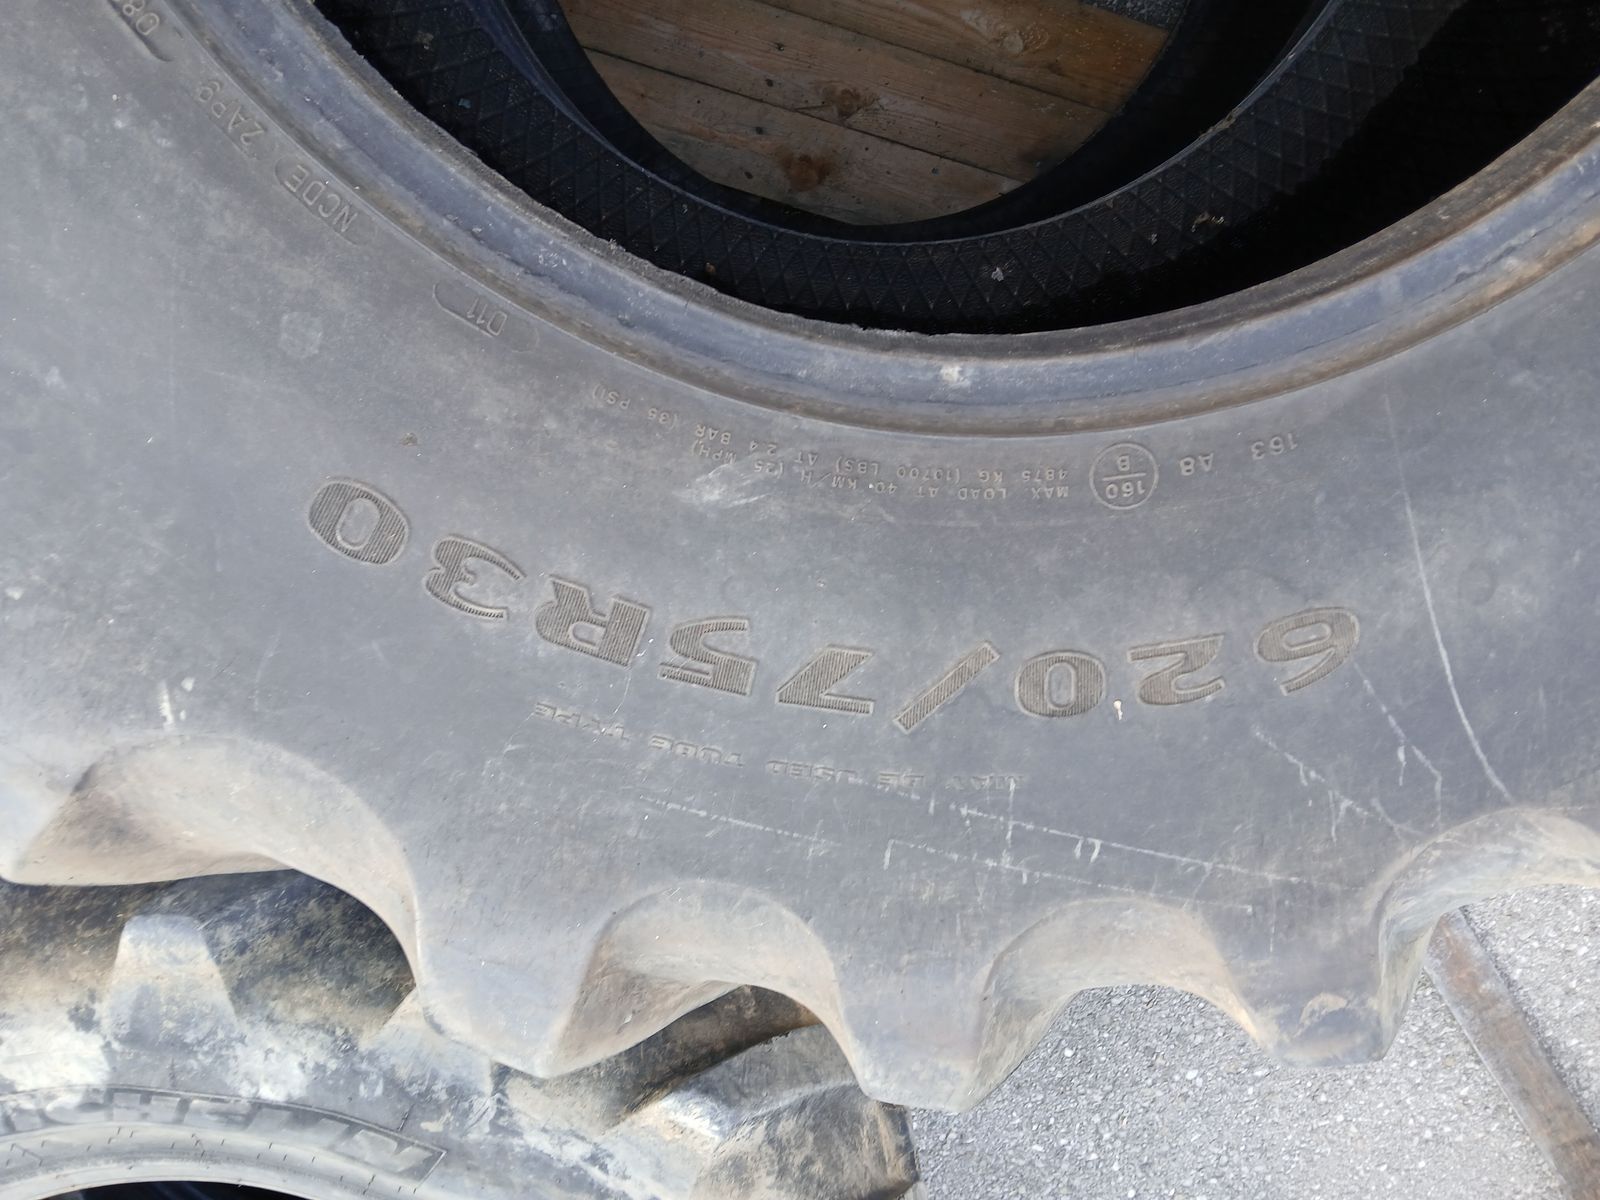 620/75R30
MAY BE USED TUBE TYPE
163 A8
160
B
MAX LOAD AT 40 KM/H (25 MPH)
4875 KG (10700 LBS) AT 2.4 BAR (35 PSI)
D11
NCDE 2AP9